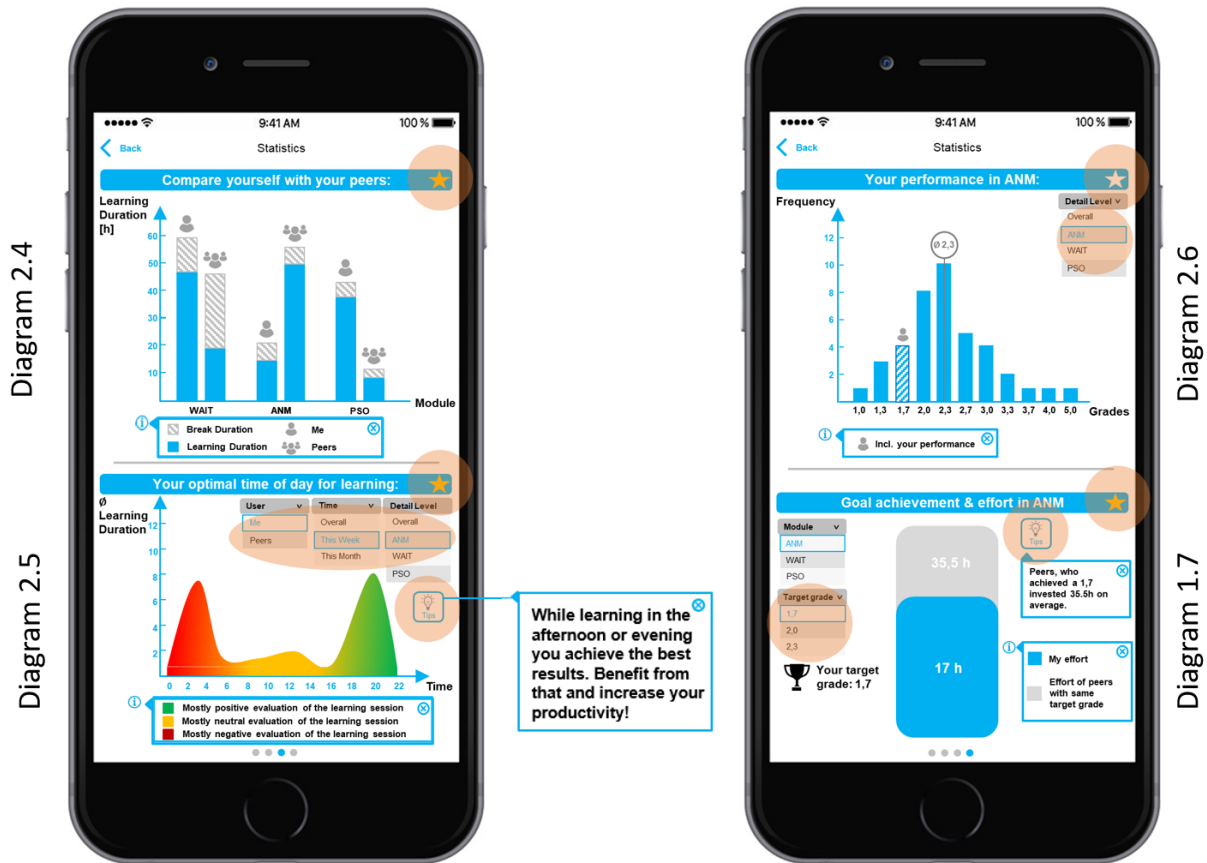 Diagram 2.4
Diagram 2.5
9:41 AM
100 %
Back
Statistics
Compare yourself with your peers:
Learning
Duration
[h]
60
50
40
30
20
10
WAIT
ANM
PSO
Module
Break Duration
Me
Learning Duration
Peers
Your optimal time of day for learning:
Ø
Learning
Duration
12
10
8
6
4
2
User v
Me
Peers
Time v
Overall
This Week
This Month
Detail Level
Overall
ANM
WAIT
PSO
Tips
0 2 4 6 8 10 12 14 16 18 20 22
Time
Mostly positive evaluation of the learning session
Mostly neutral evaluation of the learning session
Mostly negative evaluation of the learning session
While learning in the
afternoon or evening
you achieve the best
results. Benefit from
that and increase your
productivity!
9:41 AM
100 %
Back
Statistics
Your performance in ANM:
Frequency
12
10
8
6
4
2
Ø 2,3
Detail Level v
Overall
ANM
WAIT
PSO
1,0 1,3 1,7 2,0 2,3 2,7 3,0 3,3 3,7 4,0 5,0
Grades
Incl. your performance
Goal achievement & effort in ANM
Module v
ANM
WAIT
PSO
Target grade v
1,7
2,0
2,3
Your target
grade: 1,7
35,5 h
17 h
Tips
Peers, who
achieved a 1,7
invested 35.5h on
average.
My effort
Effort of peers
with same
target grade
Diagram 2.6
Diagram 1.7